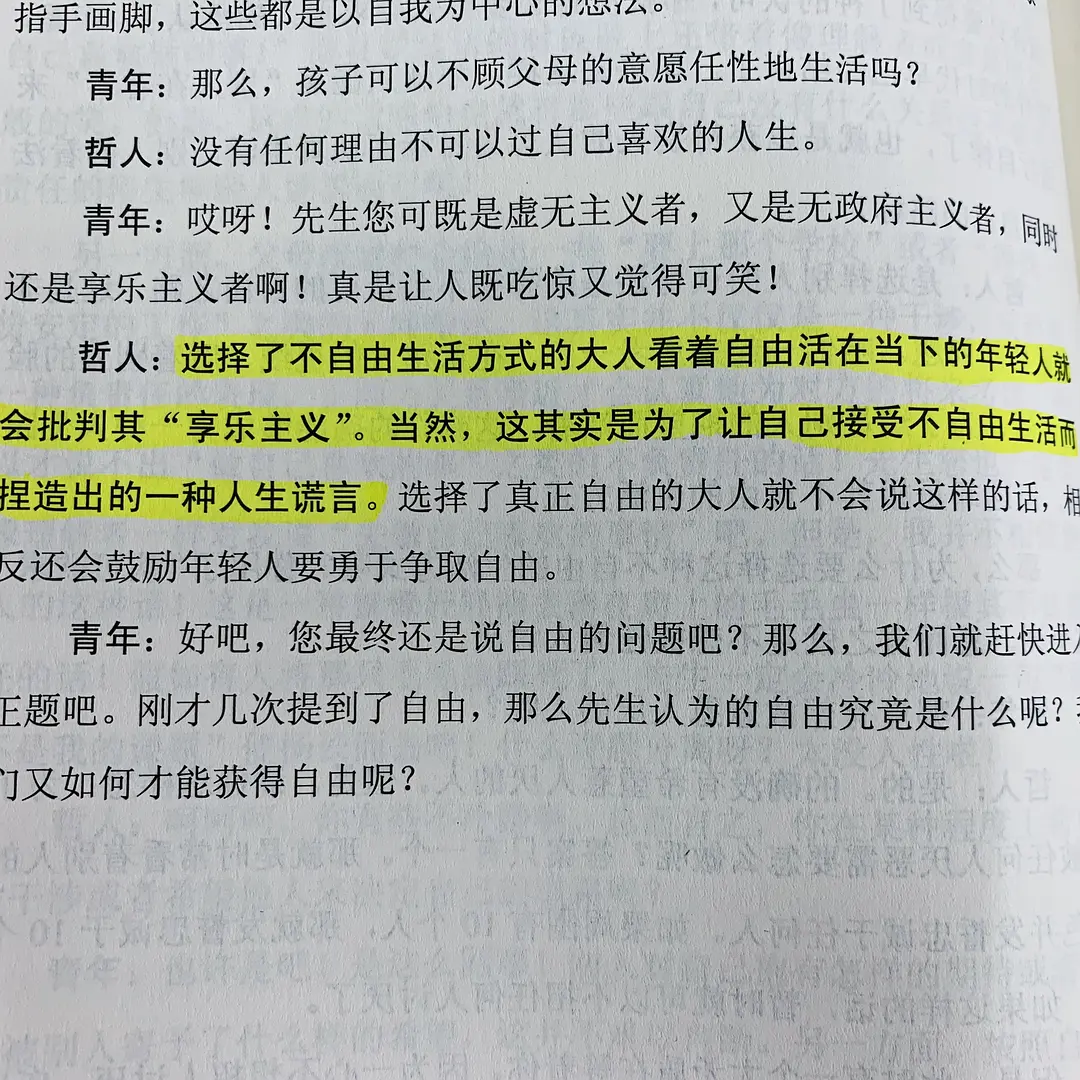 指手画脚，这些都是以自我为中心的想法。
青年：那么，孩子可以不顾父母的意愿任性地生活吗？
哲人：没有任何理由不可以过自己喜欢的人生。
青年：哎呀！先生您可既是虚无主义者，又是无政府主义者，同时
还是享乐主义者啊！真是让人既吃惊又觉得可笑！
哲人：选择了不自由生活方式的大人看着自由活在当下的年轻人就
会批判其“享乐主义”。当然，这其实是为了让自己接受不自由生活而
捏造出的一种人生谎言。选择了真正自由的大人就不会说这样的话，相
反还会鼓励年轻人要勇于争取自由。
青年：好吧，您最终还是说自由的问题吧？那么，我们就赶快进入
正题吧。刚才几次提到了自由，那么先生认为的自由究竟是什么呢？我
们又如何才能获得自由呢？